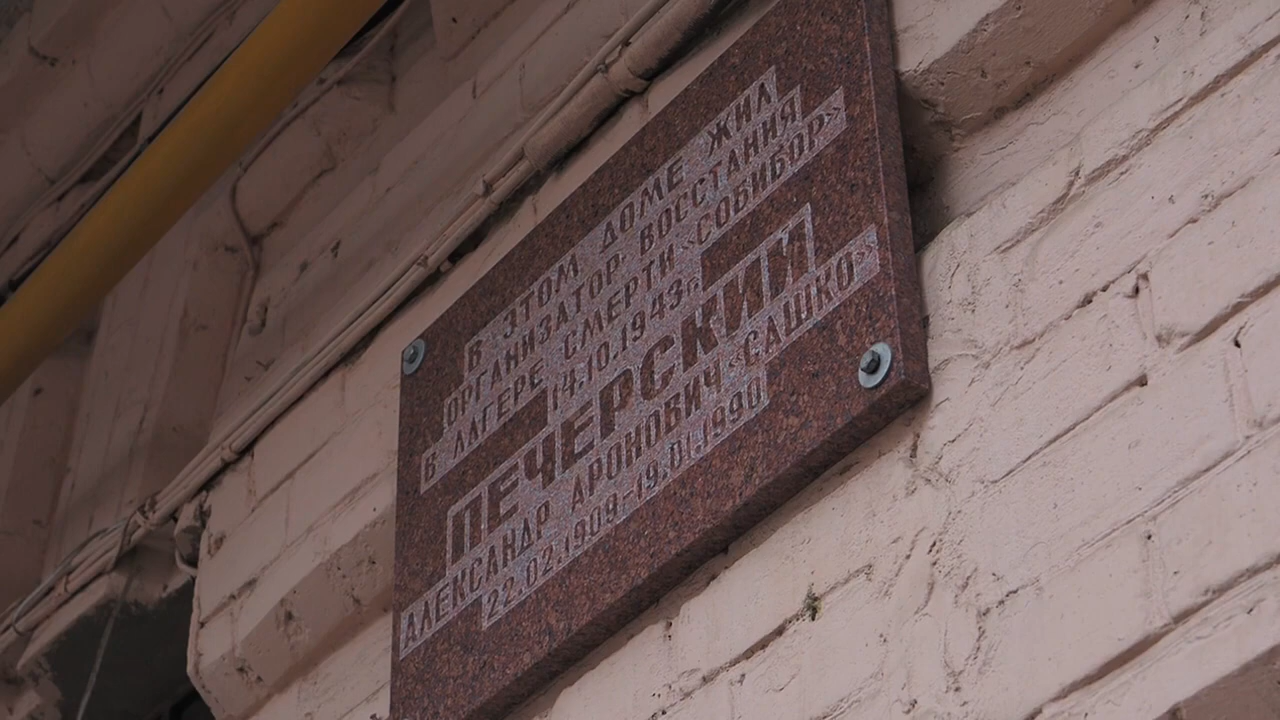 В ЭТОМ ДОМЕ ЖИЛ
ОРГАНИЗАТОР ВОССТАНИЯ
В ЛАГЕРЕ СМЕРТИ «СОБИБОР»
14.10.1943г.
ПЕЧЕРСКИЙ
АЛЕКСАНДР АРОНОВИЧ «САШКО»
22.02.1909-19.01.1990